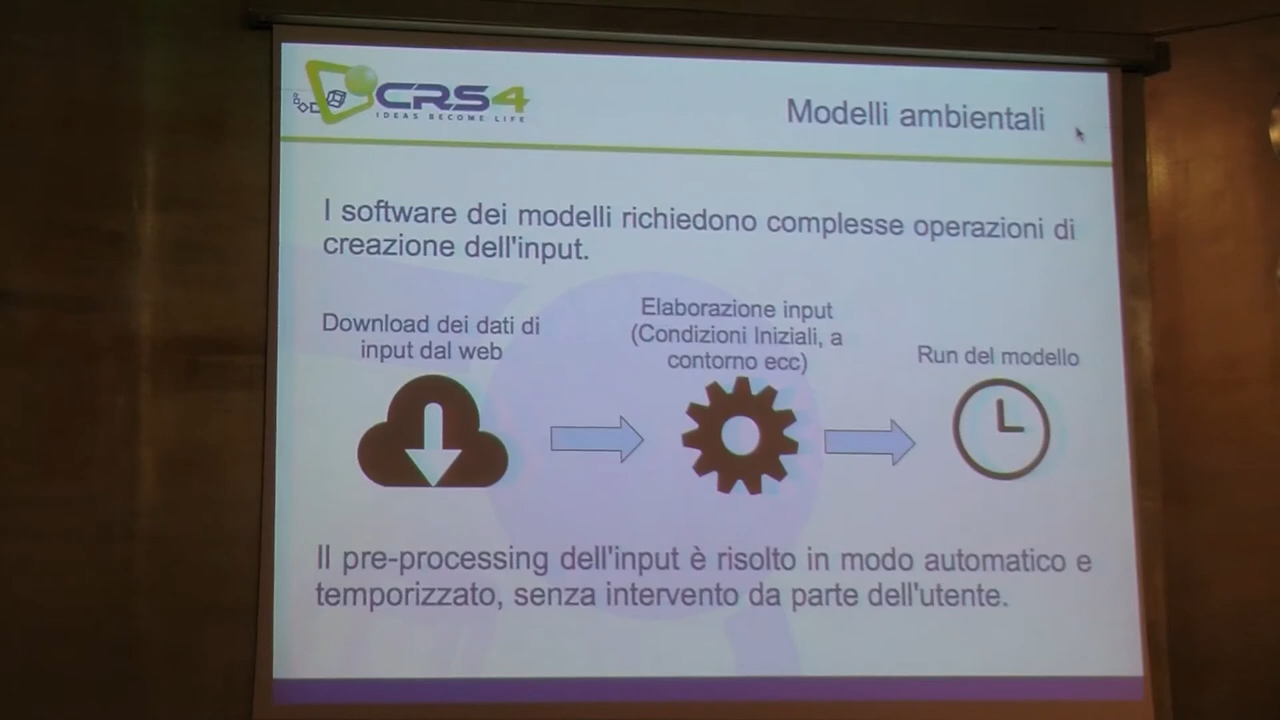 CRS4
IDEAS BECOME LIFE
Modelli ambientali
I software dei modelli richiedono complesse operazioni di
creazione dell'input.
Download dei dati di
input dal web
Elaborazione input
(Condizioni Iniziali, a
contorno ecc)
Run del modello
Il pre-processing dell'input è risolto in modo automatico e
temporizzato, senza intervento da parte dell'utente.